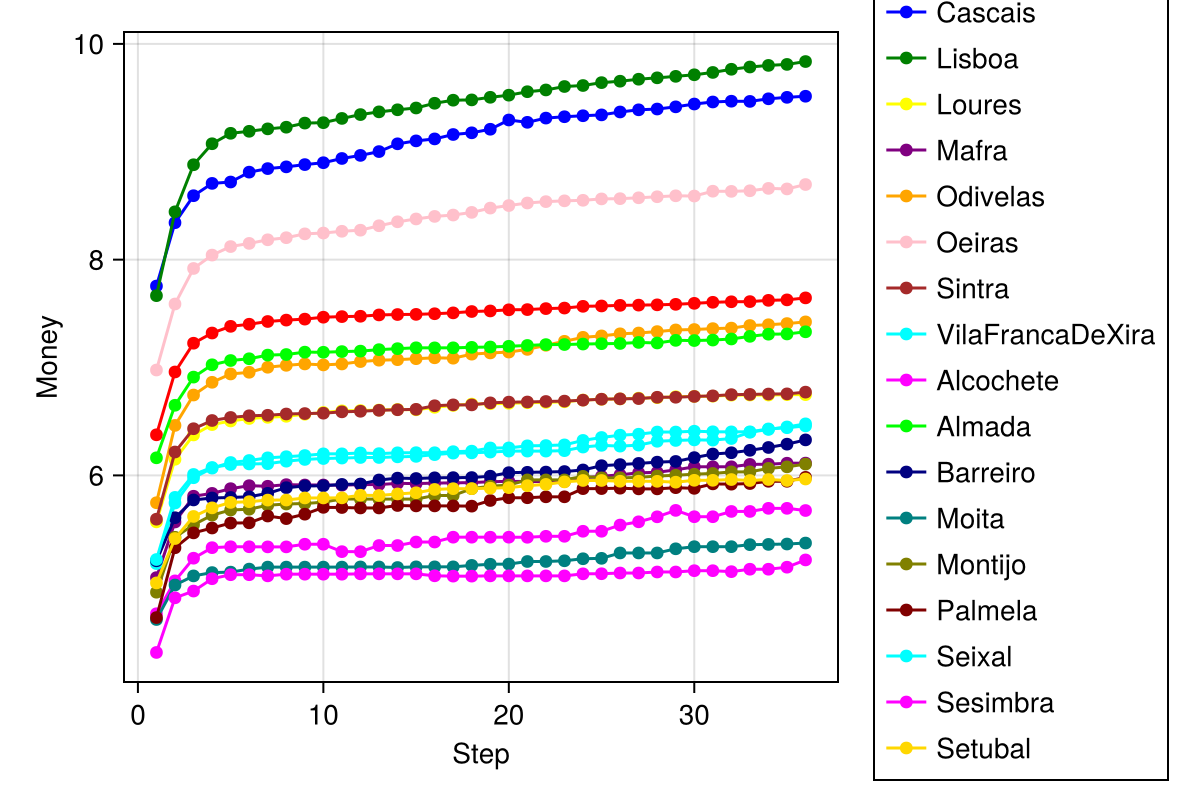 10
8
6
Money
0
10
20
30
Step
Cascais
Lisboa
Loures
Mafra
Odivelas
Oeiras
Sintra
VilaFrancaDeXira
Alcochete
Almada
Barreiro
Moita
Montijo
Palmela
Seixal
Sesimbra
Setubal